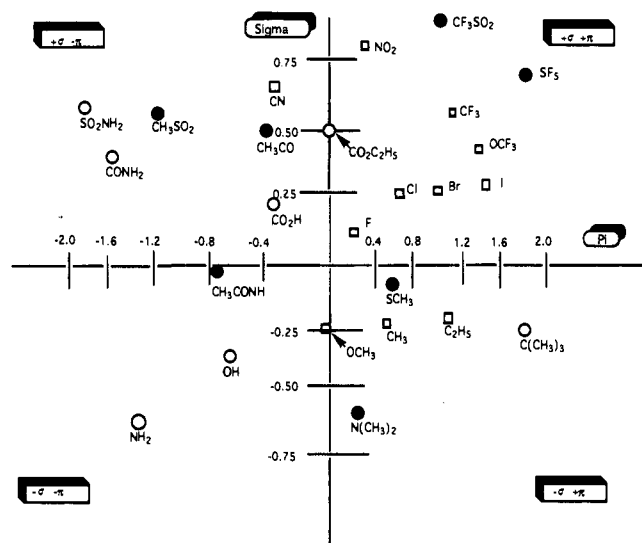 +σ -π
Sigma
CF₃SO₂
+σ +π
NO₂
0.75
SF₅
CN
SO₂NH₂
CH₃SO₂
CF₃
0.50
CH₃CO
CO₂C₂H₅
OCF₃
CONH₂
0.25
CO₂H
Cl
Br
I
F
-2.0
-1.6
-1.2
-0.8
-0.4
0.4
0.8
1.2
1.6
2.0
Pi
CH₃CONH
SCH₃
-0.25
OCH₃
CH₃
C₂H₅
C(CH₃)₃
OH
-0.50
NH₂
N(CH₃)₂
-0.75
-σ -π
-σ +π